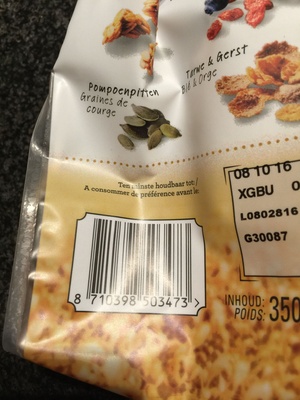 Pompoenpitten
Graines de
courge
Tarwe & Gerst
Blé & Orge
Ten minste houdbaar tot: /
A consommer de préférence avant le:
08 10 16
XGBU 0
L0802816
G30087
8 710398 503473 >
INHOUD:
POIDS: 350